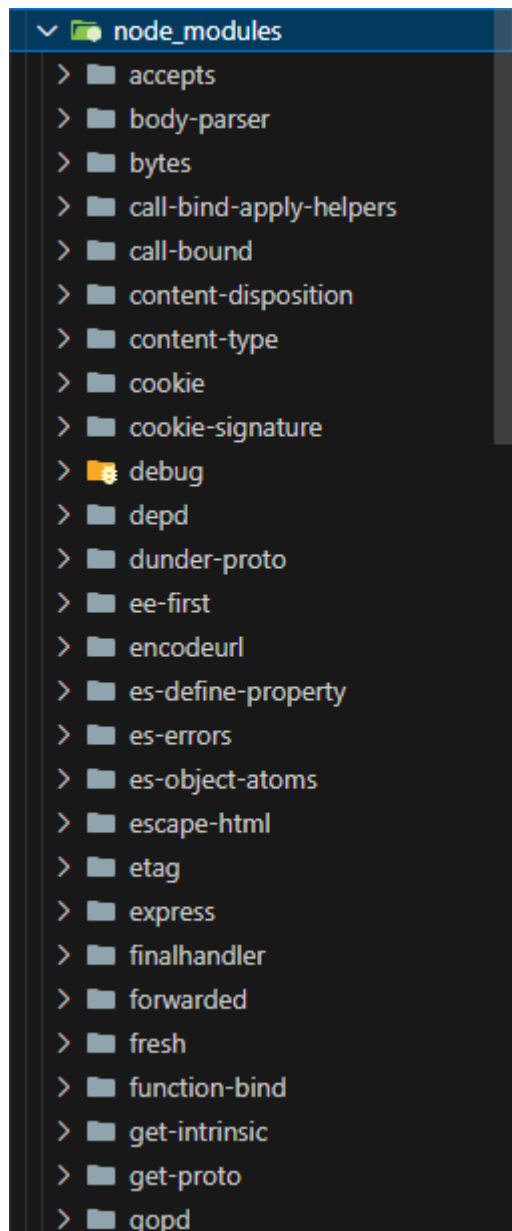 node_modules
accepts
body-parser
bytes
call-bind-apply-helpers
call-bound
content-disposition
content-type
cookie
cookie-signature
debug
depd
dunder-proto
ee-first
encodeurl
es-define-property
es-errors
es-object-atoms
escape-html
etag
express
finalhandler
forwarded
fresh
function-bind
get-intrinsic
get-proto
gopd